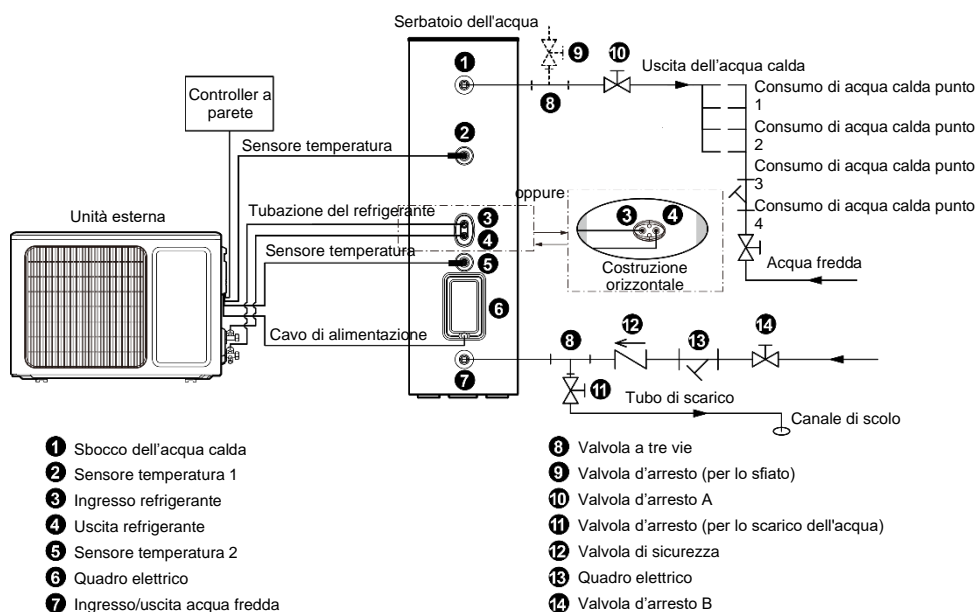 Serbatoio dell'acqua
9
10
1
Uscita dell'acqua calda
Controller a
parete
8
Consumo di acqua calda punto
1
Consumo di acqua calda punto
2
Consumo di acqua calda punto
3
Consumo di acqua calda punto
4
2
Sensore temperatura
oppure
Unità esterna
Tubazione del refrigerante
3
4
3
4
Sensore temperatura
5
Costruzione
orizzontale
Acqua fredda
6
Cavo di alimentazione
12
14
8
13
7
11
Tubo di scarico
Canale di scolo
1 Sbocco dell'acqua calda
2 Sensore temperatura 1
3 Ingresso refrigerante
4 Uscita refrigerante
5 Sensore temperatura 2
6 Quadro elettrico
7 Ingresso/uscita acqua fredda
8 Valvola a tre vie
9 Valvola d'arresto (per lo sfiato)
10 Valvola d'arresto A
11 Valvola d'arresto (per lo scarico dell'acqua)
12 Valvola di sicurezza
13 Quadro elettrico
14 Valvola d'arresto B